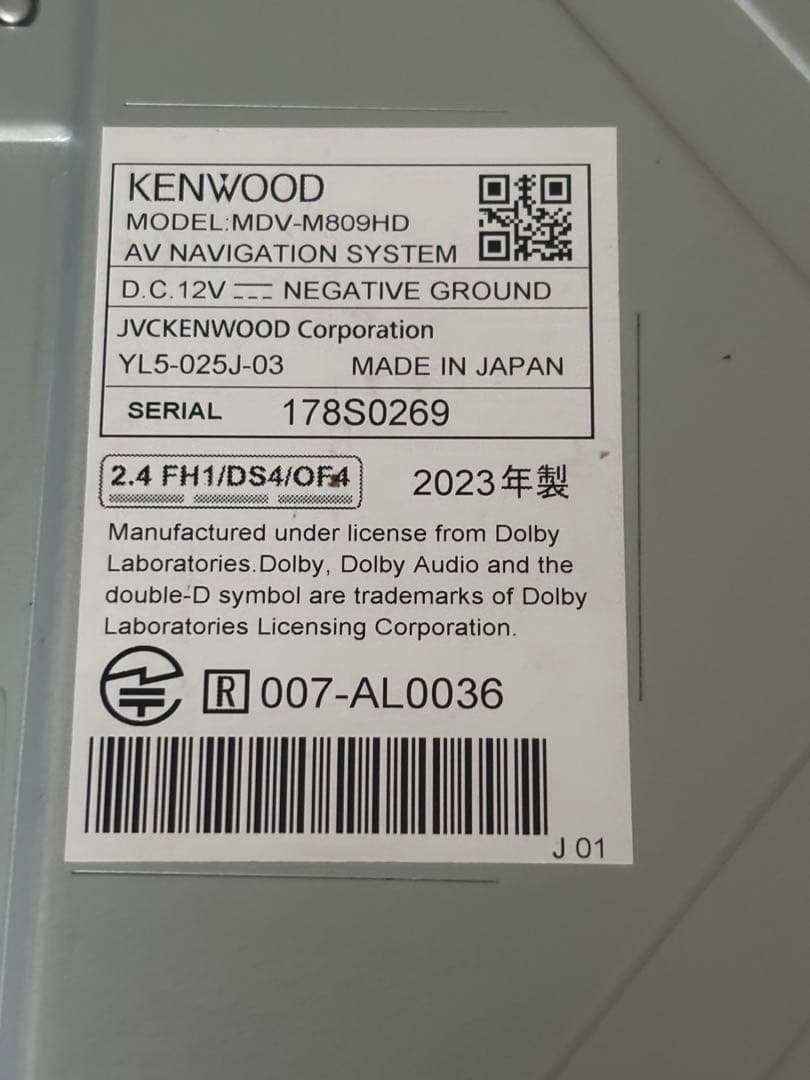 KENWOOD
MODEL:MDV-M809HD
AV NAVIGATION SYSTEM
D.C.12V NEGATIVE GROUND
JVCKENWOOD Corporation
YL5-025J-03 MADE IN JAPAN
SERIAL 178S0269
2.4 FH1/DS4/OF4 2023年製
Manufactured under license from Dolby
Laboratories.Dolby, Dolby Audio and the
double-D symbol are trademarks of Dolby
Laboratories Licensing Corporation.
R 007-AL0036
J 01